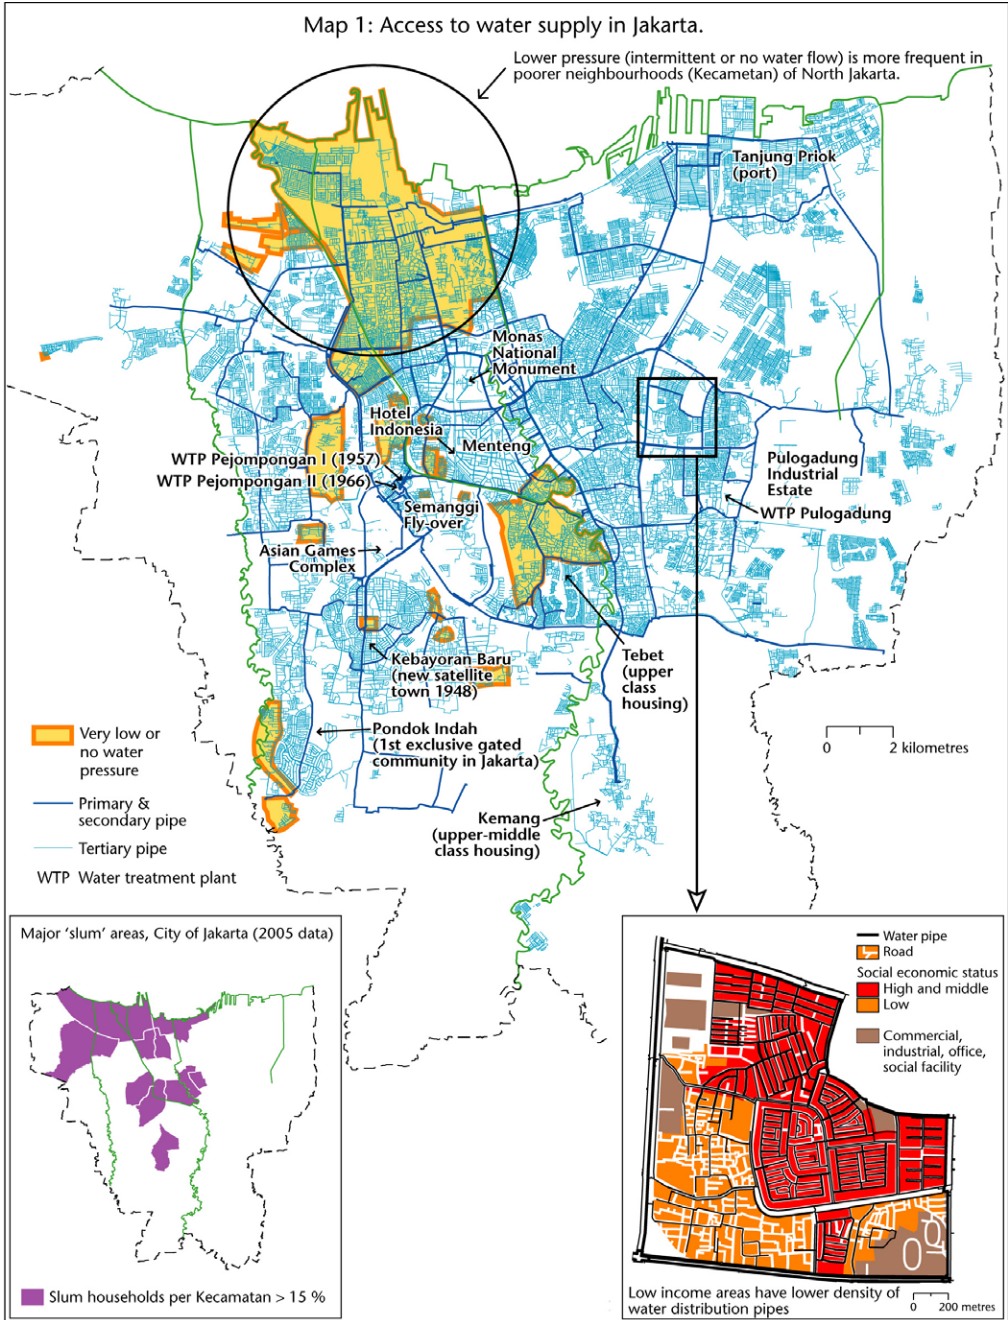 Map 1: Access to water supply in Jakarta.
Lower pressure (intermittent or no water flow) is more frequent in
poorer neighbourhoods (Kecametan) of North Jakarta.
Tanjung Priok
(port)
Monas
National
Monument
Hotel
Indonesia
Menteng
WTP Pejompongan I (1957)
WTP Pejompongan II (1966)
Semanggi
Fly-over
Pulogadung
Industrial
Estate
WTP Pulogadung
Asian Games
Complex
Kebayoran Baru
(new satellite
town 1948)
Tebet
(upper
class
housing)
Pondok Indah
(1st exclusive gated
community in Jakarta)
Kemang
(upper-middle
class housing)
Very low or
no water
pressure
Primary &
secondary pipe
Tertiary pipe
WTP Water treatment plant
0 2 kilometres
Major 'slum' areas, City of Jakarta (2005 data)
Slum households per Kecamatan > 15 %
Water pipe
Road
Social economic status
High and middle
Low
Commercial,
industrial, office,
social facility
Low income areas have lower density of
water distribution pipes
0 200 metres